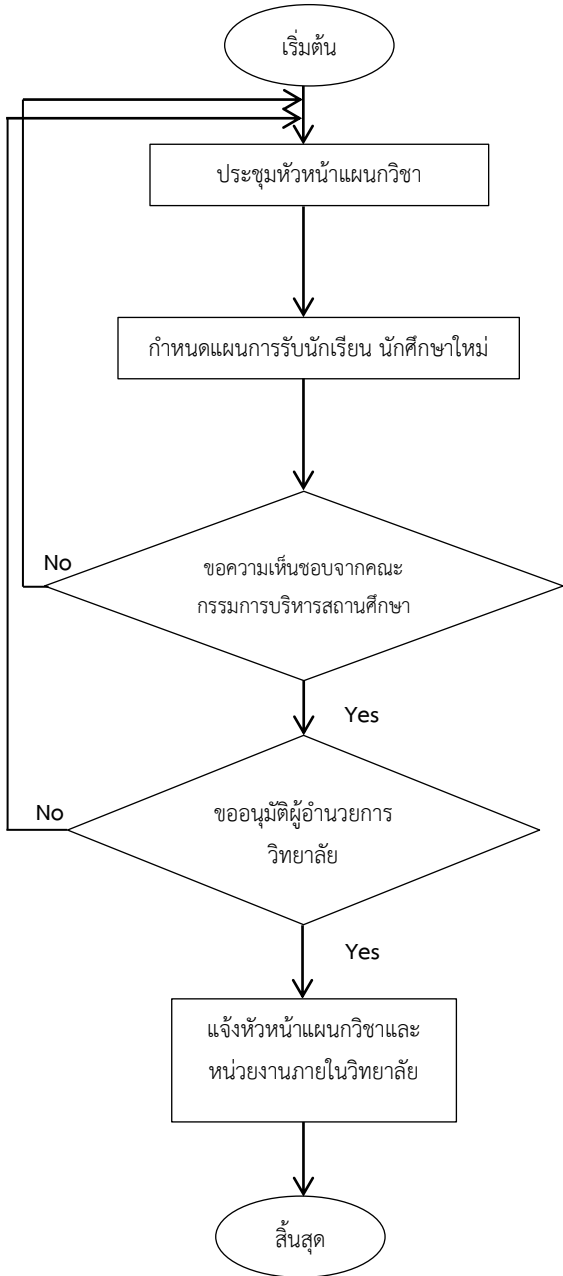 เริ่มต้น
ประชุมหัวหน้าแผนกวิชา
กำหนดแผนการรับนักเรียน นักศึกษาใหม่
No
ขอความเห็นชอบจากคณะ
กรรมการบริหารสถานศึกษา
Yes
No
ขออนุมัติผู้อำนวยการ
วิทยาลัย
Yes
แจ้งหัวหน้าแผนกวิชาและ
หน่วยงานภายในวิทยาลัย
สิ้นสุด